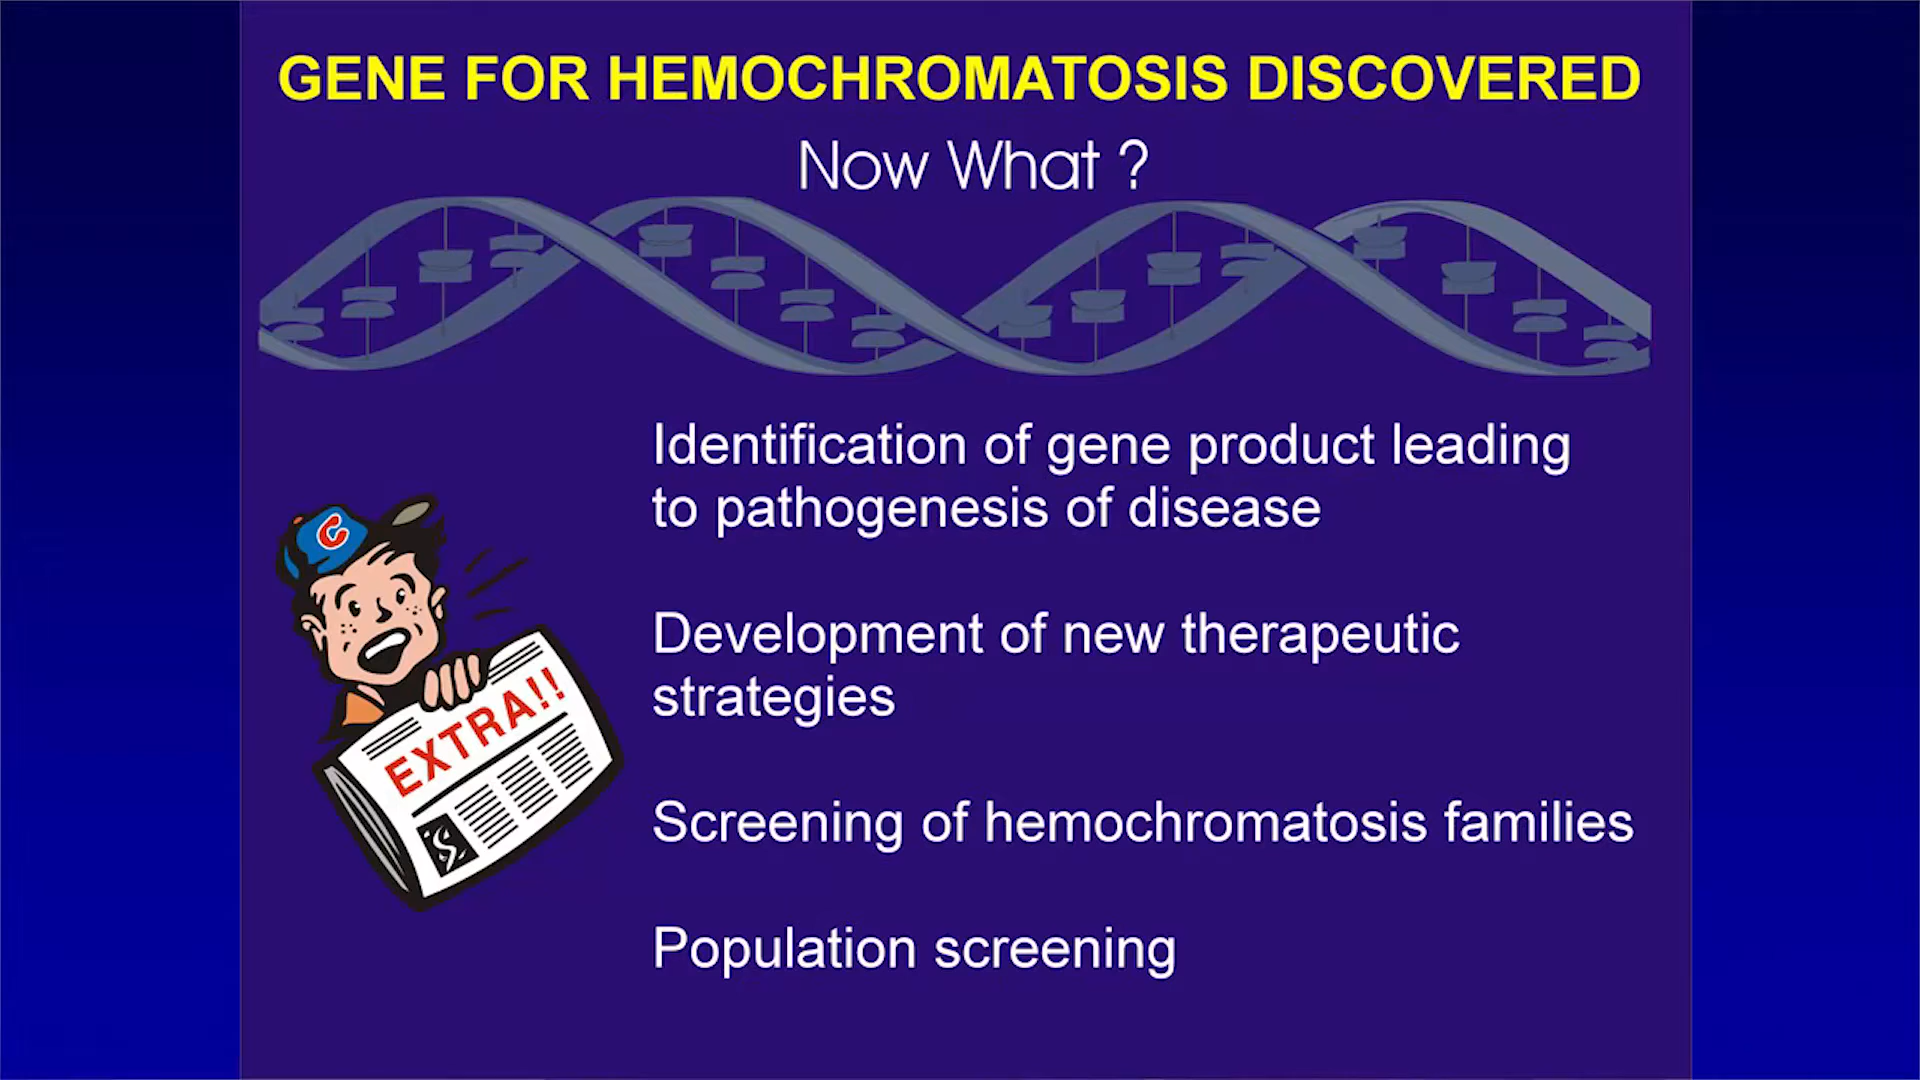 GENE FOR HEMOCHROMATOSIS DISCOVERED
Now What ?
Identification of gene product leading
to pathogenesis of disease
Development of new therapeutic
strategies
Screening of hemochromatosis families
Population screening
C
EXTRA!!